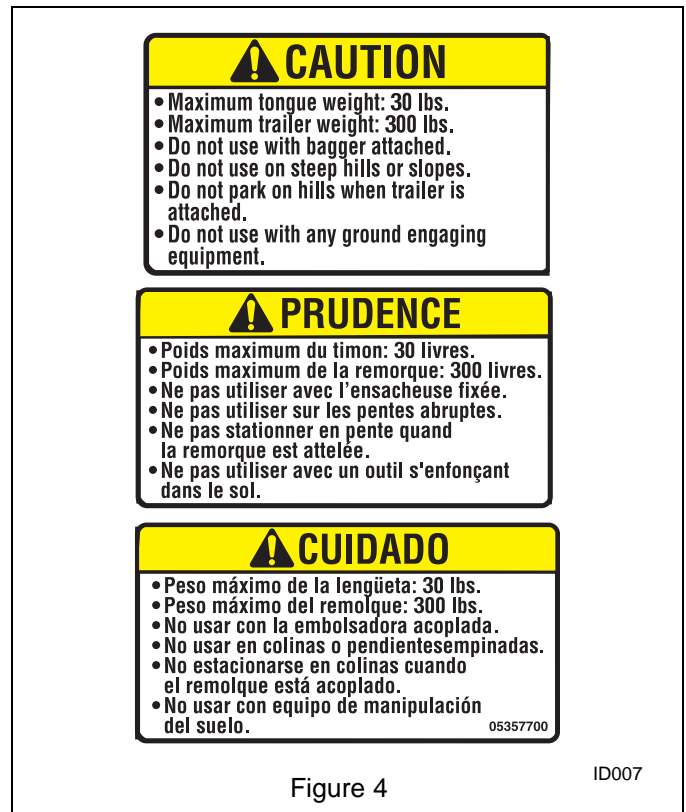 CAUTION
• Maximum tongue weight: 30 lbs.
• Maximum trailer weight: 300 lbs.
• Do not use with bagger attached.
• Do not use on steep hills or slopes.
• Do not park on hills when trailer is
attached.
• Do not use with any ground engaging
equipment.
PRUDENCE
• Poids maximum du timon: 30 livres.
• Poids maximum de la remorque: 300 livres.
• Ne pas utiliser avec l'ensacheuse fixée.
• Ne pas utiliser sur les pentes abruptes.
• Ne pas stationner en pente quand
la remorque est attelée.
• Ne pas utiliser avec un outil s'enfonçant
dans le sol.
CUIDADO
• Peso máximo de la lengüeta: 30 lbs.
• Peso máximo del remolque: 300 lbs.
• No usar con la embolsadora acoplada.
• No usar en colinas o pendientesempinadas.
• No estacionarse en colinas cuando
el remolque está acoplado.
• No usar con equipo de manipulación
del suelo. 05357700
Figure 4 ID007